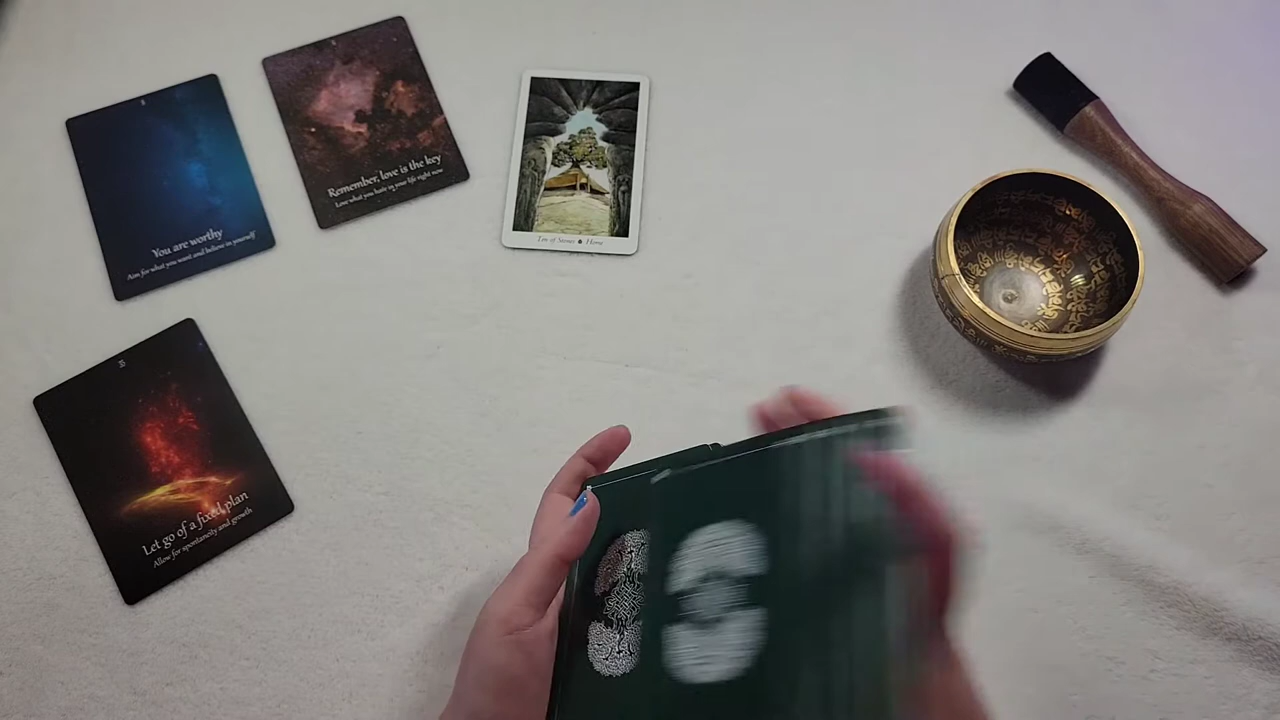 You are worthy
Aim for what you want and believe in yourself
Remember, love is the key
Love what you hate in your life right now
Ten of Stones Home
Let go of a fixed plan
Allow for spontaneity and growth